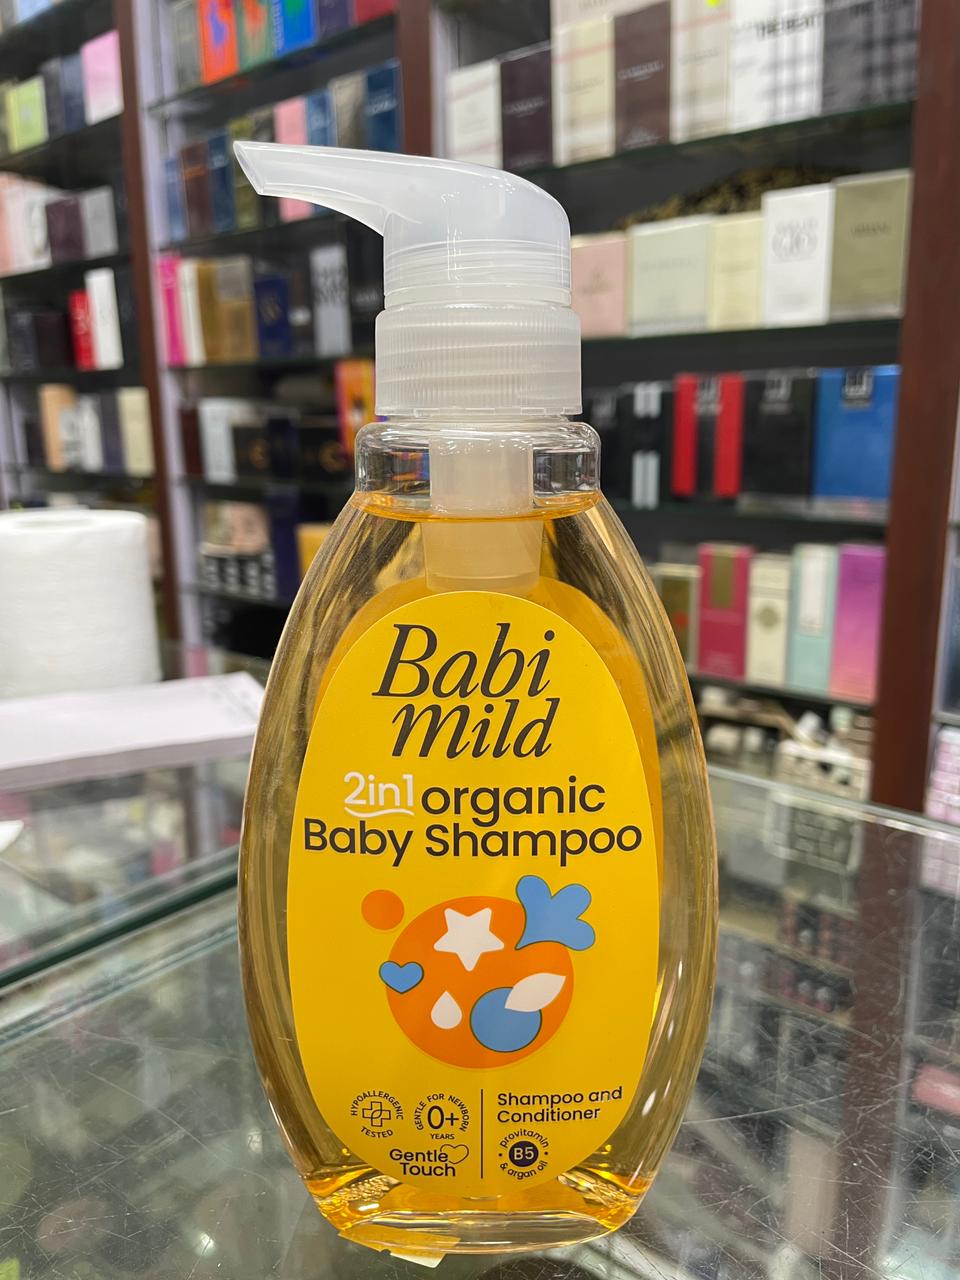 Babi
Mild
2in1 organic
Baby Shampoo
HYPOALLERGENIC
TESTED
GENTLE FOR NEWBORN
0+
YEARS
Gentle
Touch
Shampoo and
Conditioner
provitamin
B5
& argan oil